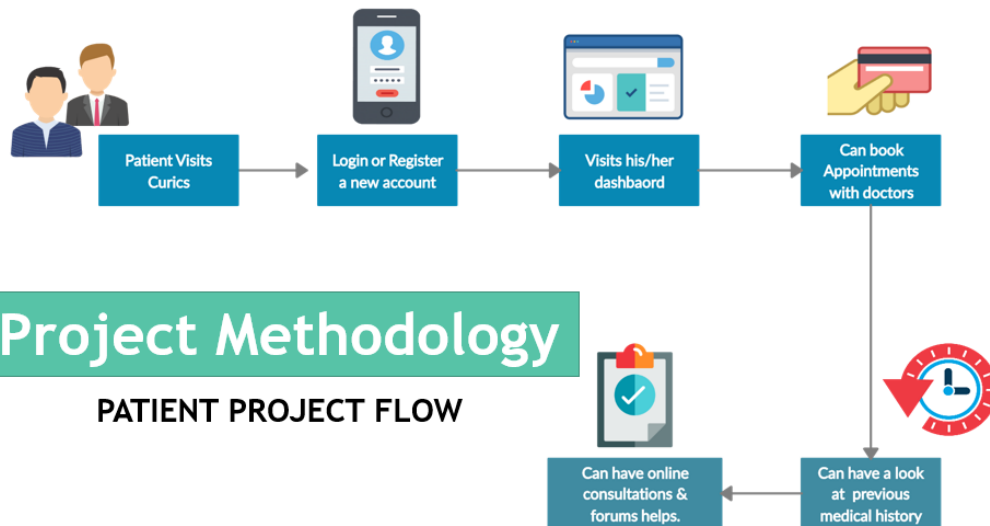 Patient Visits
Curics
Login or Register
a new account
Visits his/her
dashbaord
Can book
Appointments
with doctors
Project Methodology
PATIENT PROJECT FLOW
Can have online
consultations &
forums helps.
Can have a look
at previous
medical history